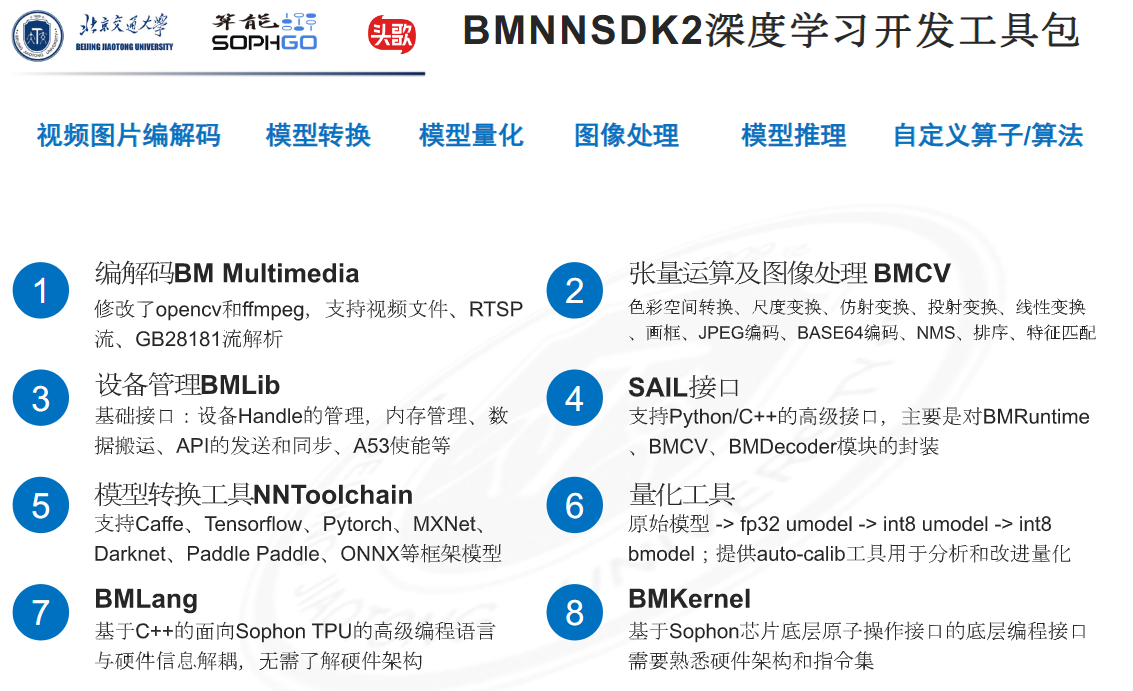 北京交通大学
BEIJING JIAOTONG UNIVERSITY
算能
SOPHGO
头歌
BMNNSDK2深度学习开发工具包
视频图片编解码 模型转换 模型量化 图像处理 模型推理 自定义算子/算法
1
编解码BM Multimedia
修改了opencv和ffmpeg，支持视频文件、RTSP
流、GB28181流解析
2
张量运算及图像处理 BMCV
色彩空间转换、尺度变换、仿射变换、投射变换、线性变换
、画框、JPEG编码、BASE64编码、NMS、排序、特征匹配
3
设备管理BMLib
基础接口：设备Handle的管理，内存管理、数
据搬运、API的发送和同步、A53使能等
4
SAIL接口
支持Python/C++的高级接口，主要是对BMRuntime
、BMCV、BMDecoder模块的封装
5
模型转换工具NNToolchain
支持Caffe、Tensorflow、Pytorch、MXNet、
Darknet、Paddle Paddle、ONNX等框架模型
6
量化工具
原始模型 -> fp32 umodel -> int8 umodel -> int8
bmodel；提供auto-calib工具用于分析和改进量化
7
BMLang
基于C++的面向Sophon TPU的高级编程语言
与硬件信息解耦，无需了解硬件架构
8
BMKernel
基于Sophon芯片底层原子操作接口的底层编程接口
需要熟悉硬件架构和指令集